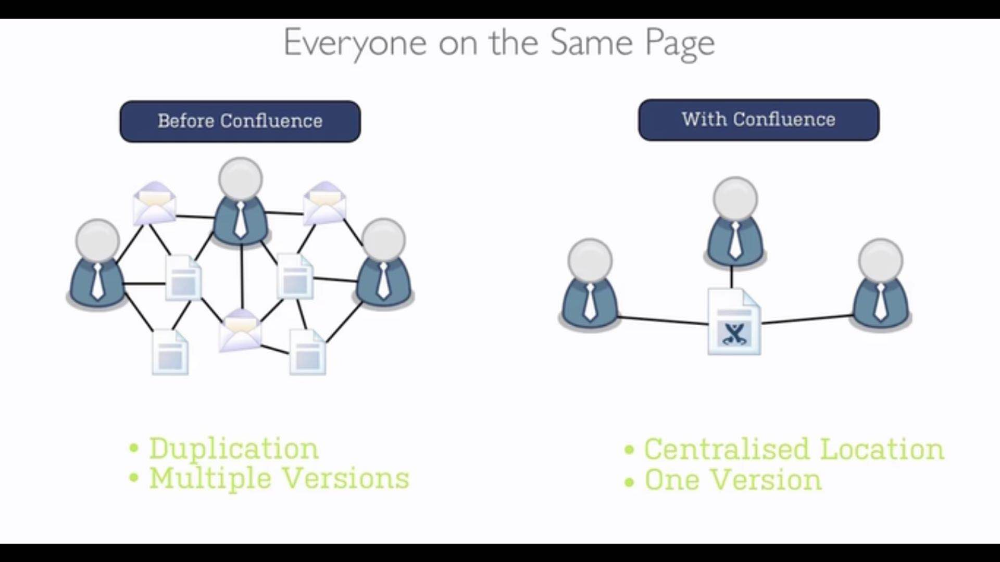 Everyone on the Same Page
Before Confluence
With Confluence
• Duplication
• Multiple Versions
• Centralised Location
• One Version